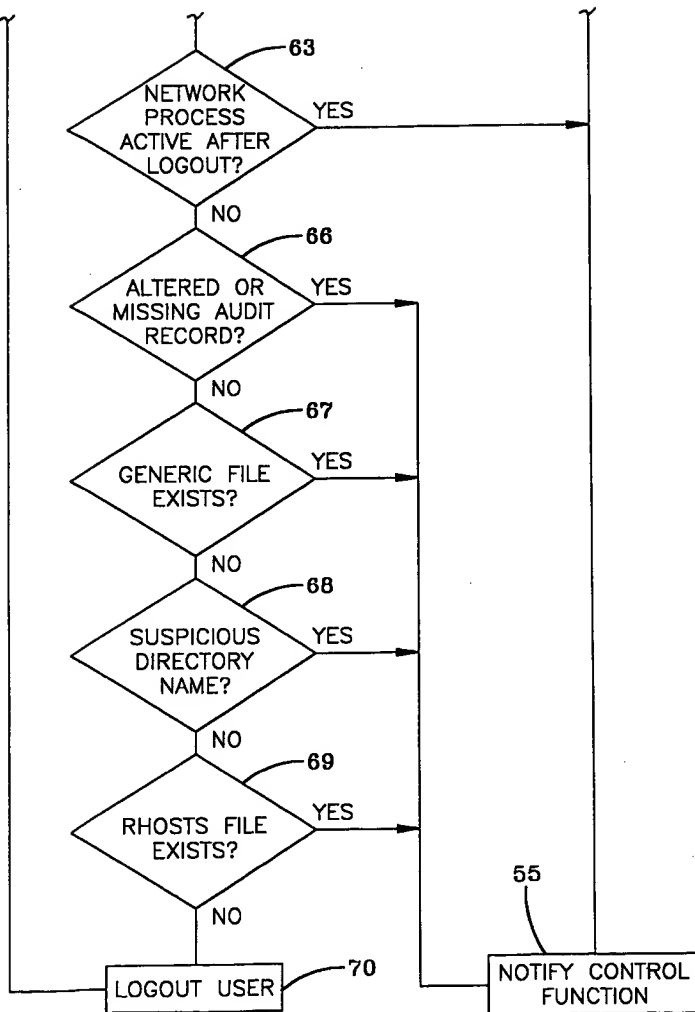 63
NETWORK
PROCESS
ACTIVE AFTER
LOGOUT?
YES
NO
66
ALTERED OR
MISSING AUDIT
RECORD?
YES
NO
67
GENERIC FILE
EXISTS?
YES
NO
68
SUSPICIOUS
DIRECTORY
NAME?
YES
NO
69
RHOSTS FILE
EXISTS?
YES
NO
70
LOGOUT USER
55
NOTIFY CONTROL
FUNCTION